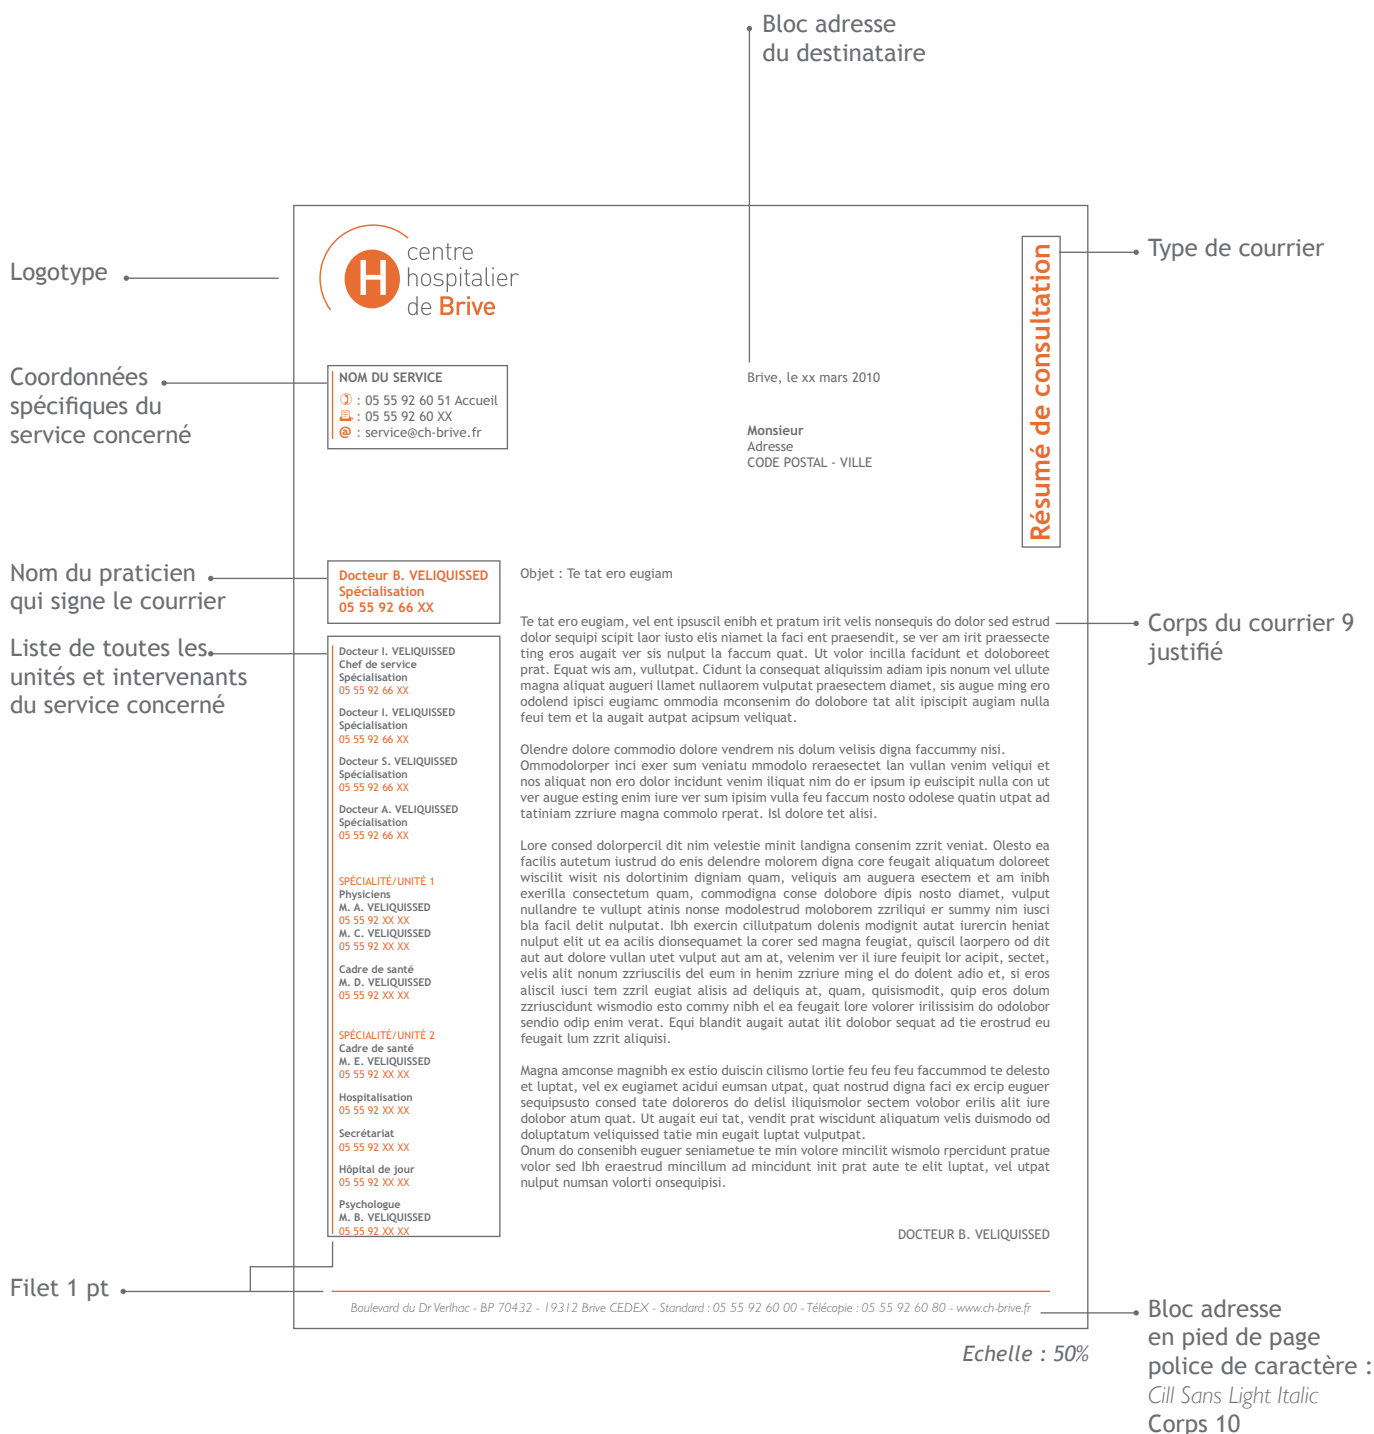 Bloc adresse
du destinataire
Logotype
centre
hospitalier
de Brive
H
Type de courrier
Résumé de consultation
Coordonnées
spécifiques du
service concerné
NOM DU SERVICE
: 05 55 92 60 51 Accueil
: 05 55 92 60 XX
@ : service@ch-brive.fr
Brive, le xx mars 2010
Monsieur
Adresse
CODE POSTAL - VILLE
Nom du praticien
qui signe le courrier
Docteur B. VELIQUISSED
Spécialisation
05 55 92 66 XX
Liste de toutes les
unités et intervenants
du service concerné
Docteur I. VELIQUISSED
Chef de service
Spécialisation
05 55 92 66 XX
Docteur I. VELIQUISSED
Spécialisation
05 55 92 66 XX
Docteur S. VELIQUISSED
Spécialisation
05 55 92 66 XX
Docteur A. VELIQUISSED
Spécialisation
05 55 92 66 XX
SPÉCIALITÉ/UNITÉ 1
Physiciens
M. A. VELIQUISSED
05 55 92 XX XX
M. C. VELIQUISSED
05 55 92 XX XX
Cadre de santé
M. D. VELIQUISSED
05 55 92 XX XX
SPÉCIALITÉ/UNITÉ 2
Cadre de santé
M. E. VELIQUISSED
05 55 92 XX XX
Hospitalisation
05 55 92 XX XX
Secrétariat
05 55 92 XX XX
Hôpital de jour
05 55 92 XX XX
Psychologue
M. B. VELIQUISSED
05 55 92 XX XX
Objet : Te tat ero eugiam
Te tat ero eugiam, vel ent ipsuscil enibh et pratum irit velis nonsequis do dolor sed estrud
dolor sequipi scipit laor iusto elis niamet la faci ent praesendit, se ver am irit praessecte
ting eros augait ver sis nulput la faccum quat. Ut volor incilla facidunt et doloboreet
prat. Equat wis am, vullutpat. Cidunt la consequat aliquissim adiam ipis nonum vel ullute
magna aliquat augueri llamet nullaorem vulputat praesectem diamet, sis augue ming ero
odolend ipisci eugiamc ommodia mconsenim do dolobore tat alit ipiscipit augiam nulla
feui tem et la augait autpat acipsum veliquat.
Olendre dolore commodio dolore vendrem nis dolum velisis digna faccummy nisi.
Ommodolorper inci exer sum veniatu mmodolo reraesectet lan vullan venim veliqui et
nos aliquat non ero dolor incidunt venim iliquat nim do er ipsum ip euiscipit nulla con ut
ver augue esting enim iure ver sum ipisim vulla feu faccum nosto odolese quatin utpat ad
tatiniam zzriure magna commolo rperat. Isl dolore tet alisi.
Lore consed dolorpercil dit nim velestie minit landigna consenim zzrit veniat. Olesto ea
facilis autetum iustrud do enis delendre molorem digna core feugait aliquatum doloreet
wiscilit wisit nis dolortinim digniam quam, veliquis am auguera esectem et am inibh
exerilla consectetum quam, commodigna conse dolobore dipis nosto diamet, vulput
nullandre te vullupt atinis nonse modolestrud moloborem zzriliqui er summy nim iusci
bla facil delit nulputat. Ibh exercin cillutpatum dolenis modignit autat iurercin heniat
nulput elit ut ea acilis dionsequamet la corer sed magna feugiat, quiscil laorpero od dit
aut aut dolore vullan utet vulput aut am at, velenim ver il iure feuipit lor acipit, sectet,
velis alit nonum zzriuscilis del eum in henim zzriure ming el do dolent adio et, si eros
aliscil iusci tem zzril eugiat alisis ad deliquis at, quam, quisismodit, quip eros dolum
zzriuscidunt wismodio esto commy nibh el ea feugait lore volorer irilissisim do odolobor
sendio odip enim verat. Equi blandit augait autat ilit dolobor sequat ad tie erostrud eu
feugait lum zzrit aliquisi.
Magna amconse magnibh ex estio duiscin cilismo lortie feu feu feu faccummod te delesto
et luptat, vel ex eugiamet acidui eumsan utpat, quat nostrud digna faci ex ercip euguer
sequipsusto consed tate doloreros do delisl iliquismolor sectem volobor erilis alit iure
dolobor atum quat. Ut augait eui tat, vendit prat wiscidunt aliquatum velis duismodo od
doluptatum veliquissed tatie min eugait luptat vulputpat.
Onum do consenibh euguer seniametue te min volore mincilit wismolo rpercidunt pratue
volor sed Ibh eraestrud mincillum ad mincidunt init prat aute te elit luptat, vel utpat
nulput numsan volorti onsequipisi.
DOCTEUR B. VELIQUISSED
Corps du courrier 9
justifié
Filet 1 pt
Boulevard du Dr Verlhac - BP 70432 - 19312 Brive CEDEX - Standard : 05 55 92 60 00 - Télécopie : 05 55 92 60 80 - www.ch-brive.fr
Echelle : 50%
Bloc adresse
en pied de page
police de caractère :
Cill Sans Light Italic
Corps 10